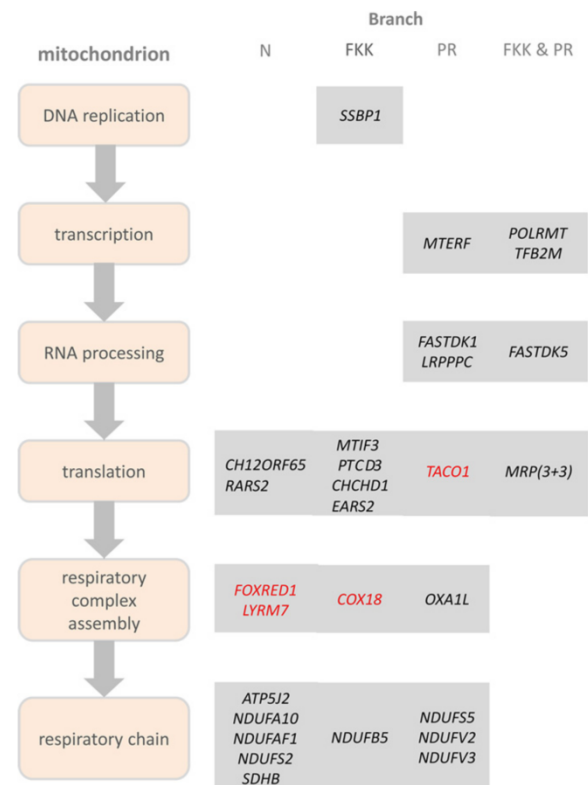 Branch
mitochondrion N FKK PR FKK & PR
DNA replication
SSBP1
transcription
MTERF
POLRMT
TFB2M
RNA processing
FASTDK1
LRPPPC
FASTDK5
translation
CH12ORF65
RARS2
MTIF3
PTCD3
CHCHD1
EARS2
TACO1
MRP(3+3)
respiratory
complex
assembly
FOXRED1
LYRM7
COX18
OXA1L
respiratory chain
ATP5J2
NDUFA10
NDUFAF1
NDUFS2
SDHB
NDUFB5
NDUFS5
NDUFV2
NDUFV3